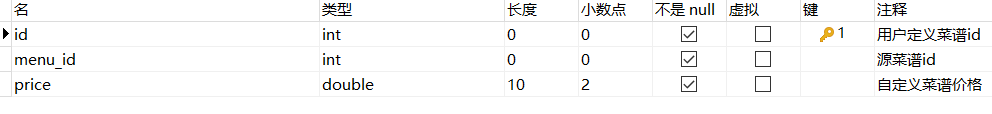 名 类型 长度 小数点 不是 null 虚拟 键 注释
id int 0 0 1 用户定义菜谱id
menu_id int 0 0 源菜谱id
price double 10 2 自定义菜谱价格